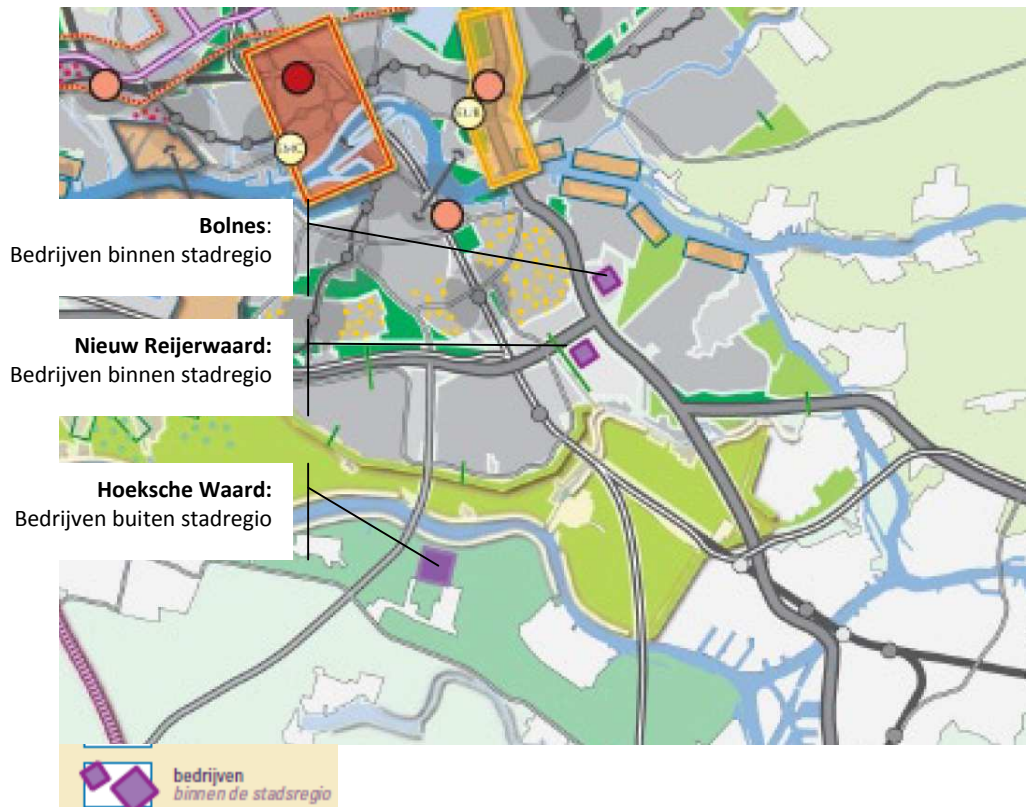 Bolnes:
Bedrijven binnen stadregio
Nieuw Reijerwaard:
Bedrijven binnen stadregio
Hoeksche Waard:
Bedrijven buiten stadregio
bedrijven
binnen de stadsregio